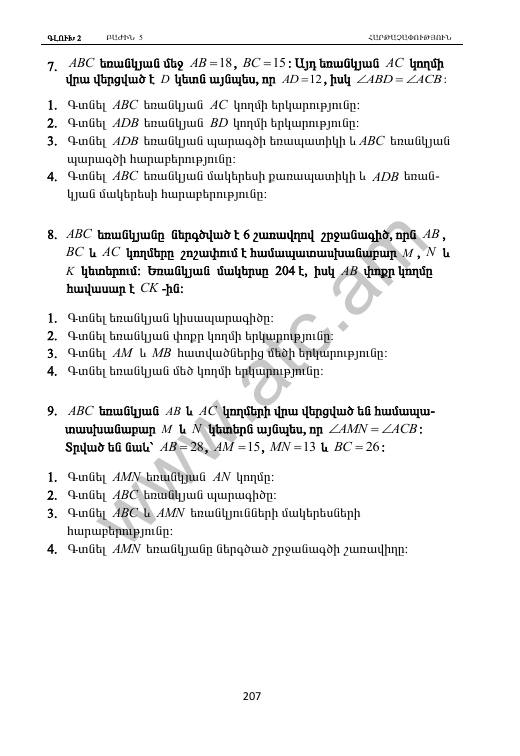 ԳԼՈՒԽ 2 ԲԱԺԻՆ 5 ՀԱՐԹԱՉԱՓՈՒԹՅՈՒՆ
7. ABC եռանկյան մեջ AB = 18, BC = 15: Այդ եռանկյան AC կողմի
վրա վերցված է D կետն այնպես, որ AD = 12, իսկ ∠ABD = ∠ACB:
1. Գտնել ABC եռանկյան AC կողմի երկարությունը:
2. Գտնել ADB եռանկյան BD կողմի երկարությունը:
3. Գտնել ADB եռանկյան պարագծի եռապատիկի և ABC եռանկյան
պարագծի հարաբերությունը:
4. Գտնել ABC եռանկյան մակերեսի քառապատիկի և ADB եռան-
կյան մակերեսի հարաբերությունը:
8. ABC եռանկյանը ներգծված է 6 շառավղով շրջանագիծ, որն AB,
BC և AC կողմերը շոշափում է համապատասխանաբար M, N և
K կետերում: Եռանկյան մակերսը 204 է, իսկ AB փոքր կողմը
հավասար է CK-ին:
1. Գտնել եռանկյան կիսապարագիծը:
2. Գտնել եռանկյան փոքր կողմի երկարությունը:
3. Գտնել AM և MB հատվածներից մեծի երկարությունը:
4. Գտնել եռանկյան մեծ կողմի երկարությունը:
9. ABC եռանկյան AB և AC կողմերի վրա վերցված են համապա-
տասխանաբար M և N կետերն այնպես, որ ∠AMN = ∠ACB:
Տրված են նաև՝ AB = 28, AM = 15, MN = 13 և BC = 26:
1. Գտնել AMN եռանկյան AN կողմը:
2. Գտնել ABC եռանկյան պարագիծը:
3. Գտնել ABC և AMN եռանկյունների մակերեսների
հարաբերությունը:
4. Գտնել AMN եռանկյանը ներգծած շրջանագծի շառավիղը:
www.atc.am
207